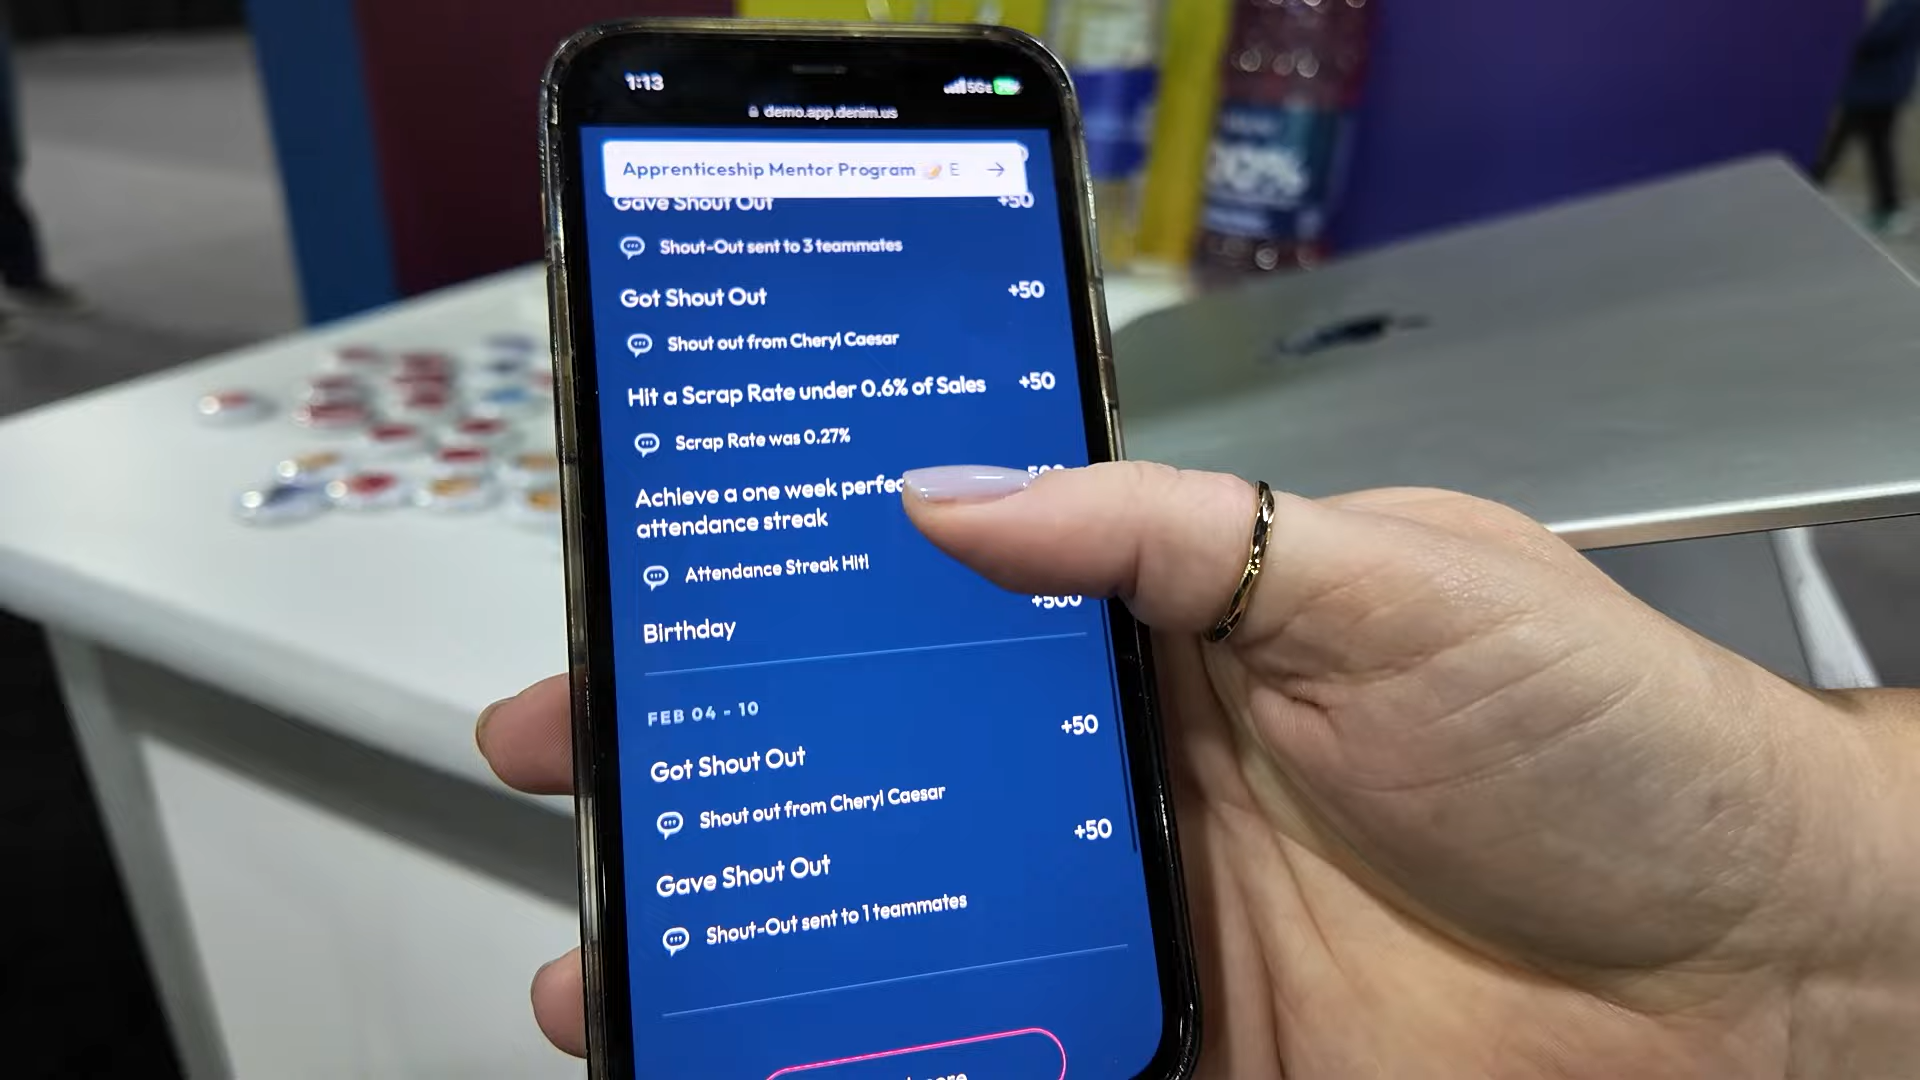 1:13
5GE
demo.app.denim.us
Apprenticeship Mentor Program E →
Gave Shout Out +50
Shout-Out sent to 3 teammates
Got Shout Out +50
Shout out from Cheryl Caesar
Hit a Scrap Rate under 0.6% of Sales +50
Scrap Rate was 0.27%
Achieve a one week
attendance streak
Attendance Streak Hit!
Birthday +500
FEB 04 - 10
Got Shout Out +50
Shout out from Cheryl Caesar
Gave Shout Out +50
Shout-Out sent to 1 teammates